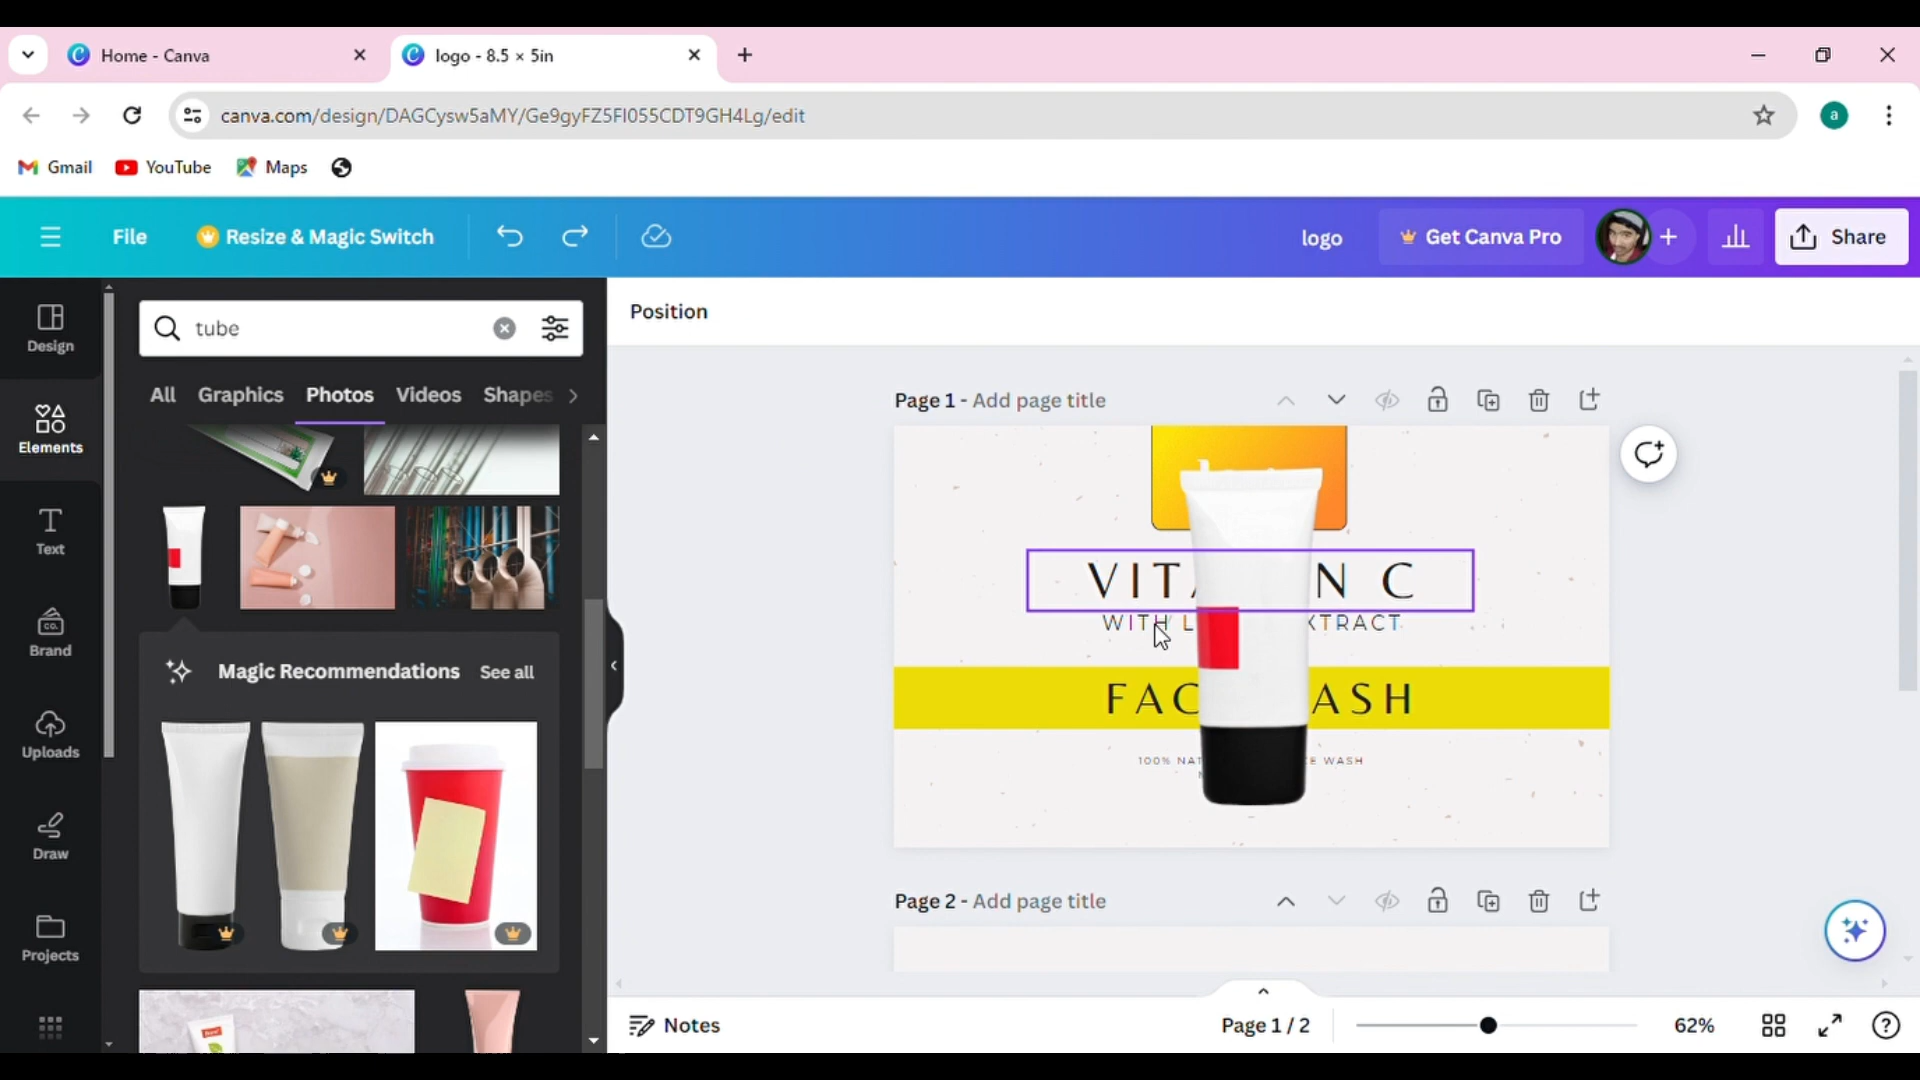 Home - Canva
logo - 8.5 × 5in
canva.com/design/DAGCysw5aMY/Ge9gyFZ5FI055CDT9GH4Lg/edit
a
Gmail
YouTube
Maps
File
Resize & Magic Switch
logo
Get Canva Pro
Share
Design
Elements
Text
Brand
Uploads
Draw
Projects
tube
All
Graphics
Photos
Videos
Shapes
Magic Recommendations
See all
Position
Page 1 - Add page title
VIT N C
WITH L XTRACT
FAC ASH
100% NAT E WASH
Page 2 - Add page title
Notes
Page 1 / 2
62%